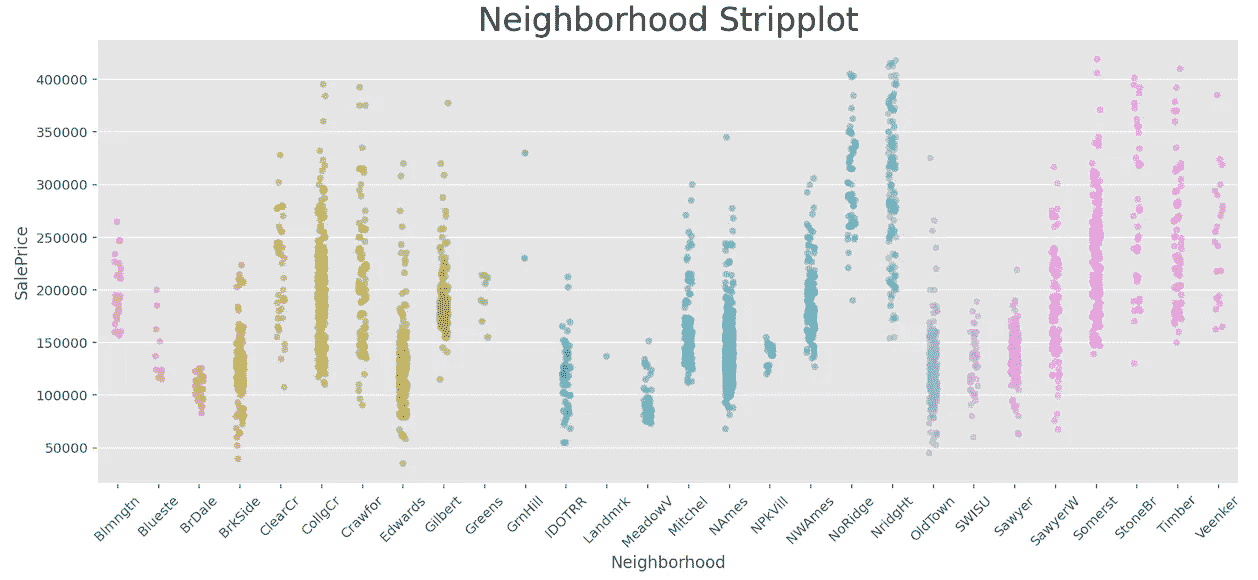 Neighborhood Stripplot
SalePrice
400000
350000
300000
250000
200000
150000
100000
50000
Blmngtn
Blueste
BrDale
BrkSide
ClearCr
CollgCr
Crawfor
Edwards
Gilbert
Greens
GrnHill
IDOTRR
Landmrk
MeadowV
Mitchel
NAmes
NPkVill
NWAmes
NoRidge
NridgHt
OldTown
SWISU
Sawyer
SawyerW
Somerst
StoneBr
Timber
Veenker
Neighborhood